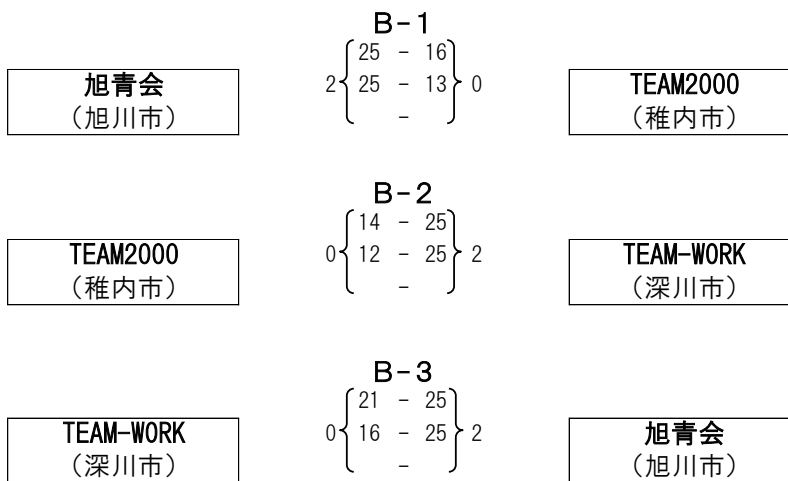 B-1
25 - 16
旭青会 2 25 - 13 0 TEAM2000
（旭川市） - （稚内市）
B-2
14 - 25
TEAM2000 0 12 - 25 2 TEAM-WORK
（稚内市） - （深川市）
B-3
21 - 25
TEAM-WORK 0 16 - 25 2 旭青会
（深川市） - （旭川市）